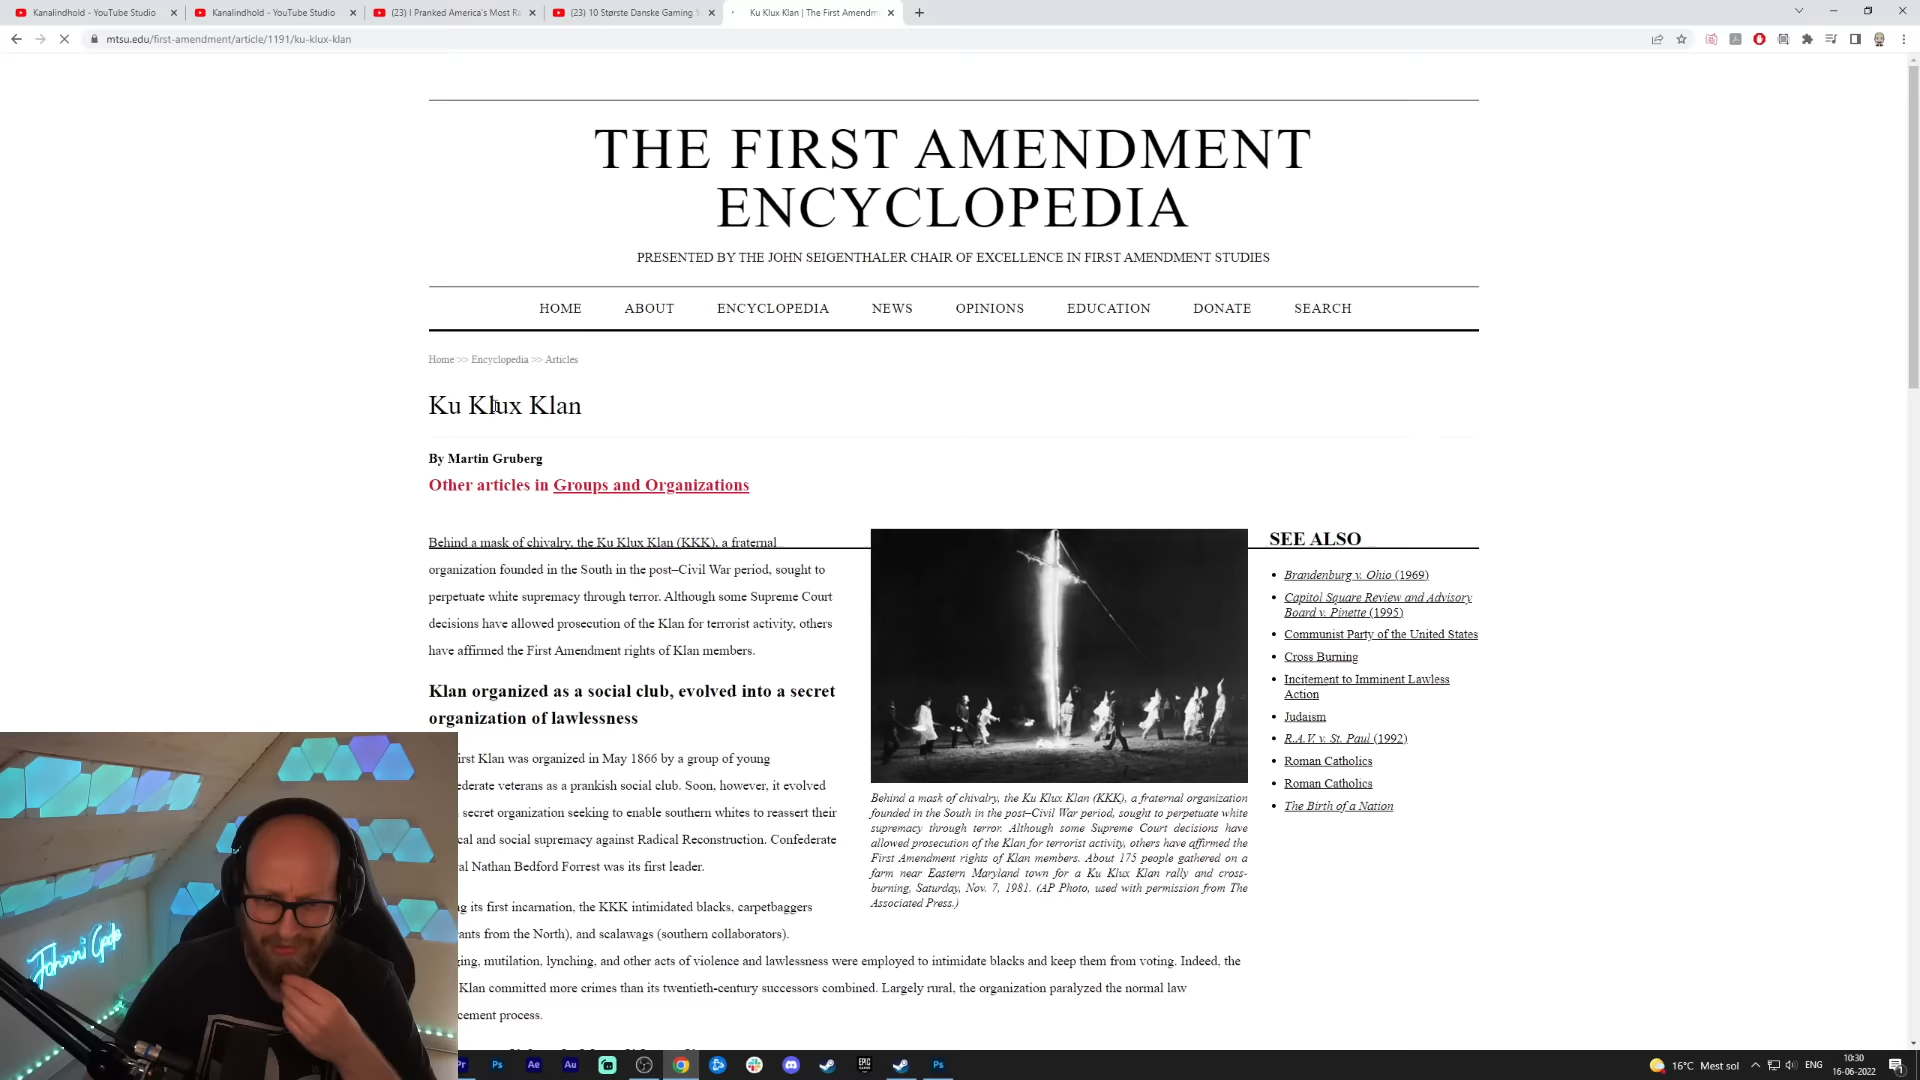 Kanalindhold - YouTube Studio
Kanalindhold - YouTube Studio
(23) I Pranked America's Most R
(23) 10 Største Danske Gaming
Ku Klux Klan | The First Amendm
mtsu.edu/first-amendment/article/1191/ku-klux-klan
THE FIRST AMENDMENT
ENCYCLOPEDIA
PRESENTED BY THE JOHN SEIGENTHALER CHAIR OF EXCELLENCE IN FIRST AMENDMENT STUDIES
HOME ABOUT ENCYCLOPEDIA NEWS OPINIONS EDUCATION DONATE SEARCH
Home >> Encyclopedia >> Articles
Ku Klux Klan
By Martin Gruberg
Other articles in Groups and Organizations
Behind a mask of chivalry, the Ku Klux Klan (KKK), a fraternal
organization founded in the South in the post–Civil War period, sought to
perpetuate white supremacy through terror. Although some Supreme Court
decisions have allowed prosecution of the Klan for terrorist activity, others
have affirmed the First Amendment rights of Klan members.
Klan organized as a social club, evolved into a secret
organization of lawlessness
irst Klan was organized in May 1866 by a group of young
ederate veterans as a prankish social club. Soon, however, it evolved
secret organization seeking to enable southern whites to reassert their
cal and social supremacy against Radical Reconstruction. Confederate
al Nathan Bedford Forrest was its first leader.
ng its first incarnation, the KKK intimidated blacks, carpetbaggers
ants from the North), and scalawags (southern collaborators).
ging, mutilation, lynching, and other acts of violence and lawlessness were employed to intimidate blacks and keep them from voting. Indeed, the
Klan committed more crimes than its twentieth-century successors combined. Largely rural, the organization paralyzed the normal law
cement process.
Behind a mask of chivalry, the Ku Klux Klan (KKK), a fraternal organization
founded in the South in the post–Civil War period, sought to perpetuate white
supremacy through terror. Although some Supreme Court decisions have
allowed prosecution of the Klan for terrorist activity, others have affirmed the
First Amendment rights of Klan members. About 175 people gathered on a
farm near Eastern Maryland town for a Ku Klux Klan rally and cross-
burning, Saturday, Nov. 7, 1981. (AP Photo, used with permission from The
Associated Press.)
SEE ALSO
Brandenburg v. Ohio (1969)
Capitol Square Review and Advisory
Board v. Pinette (1995)
Communist Party of the United States
Cross Burning
Incitement to Imminent Lawless
Action
Judaism
R.A.V. v. St. Paul (1992)
Roman Catholics
Roman Catholics
The Birth of a Nation
Johnni Gade
Pr Ps Ae Au
EPIC
GAMES
Ps
16°C Mest sol
ENG
10:30
16-06-2022